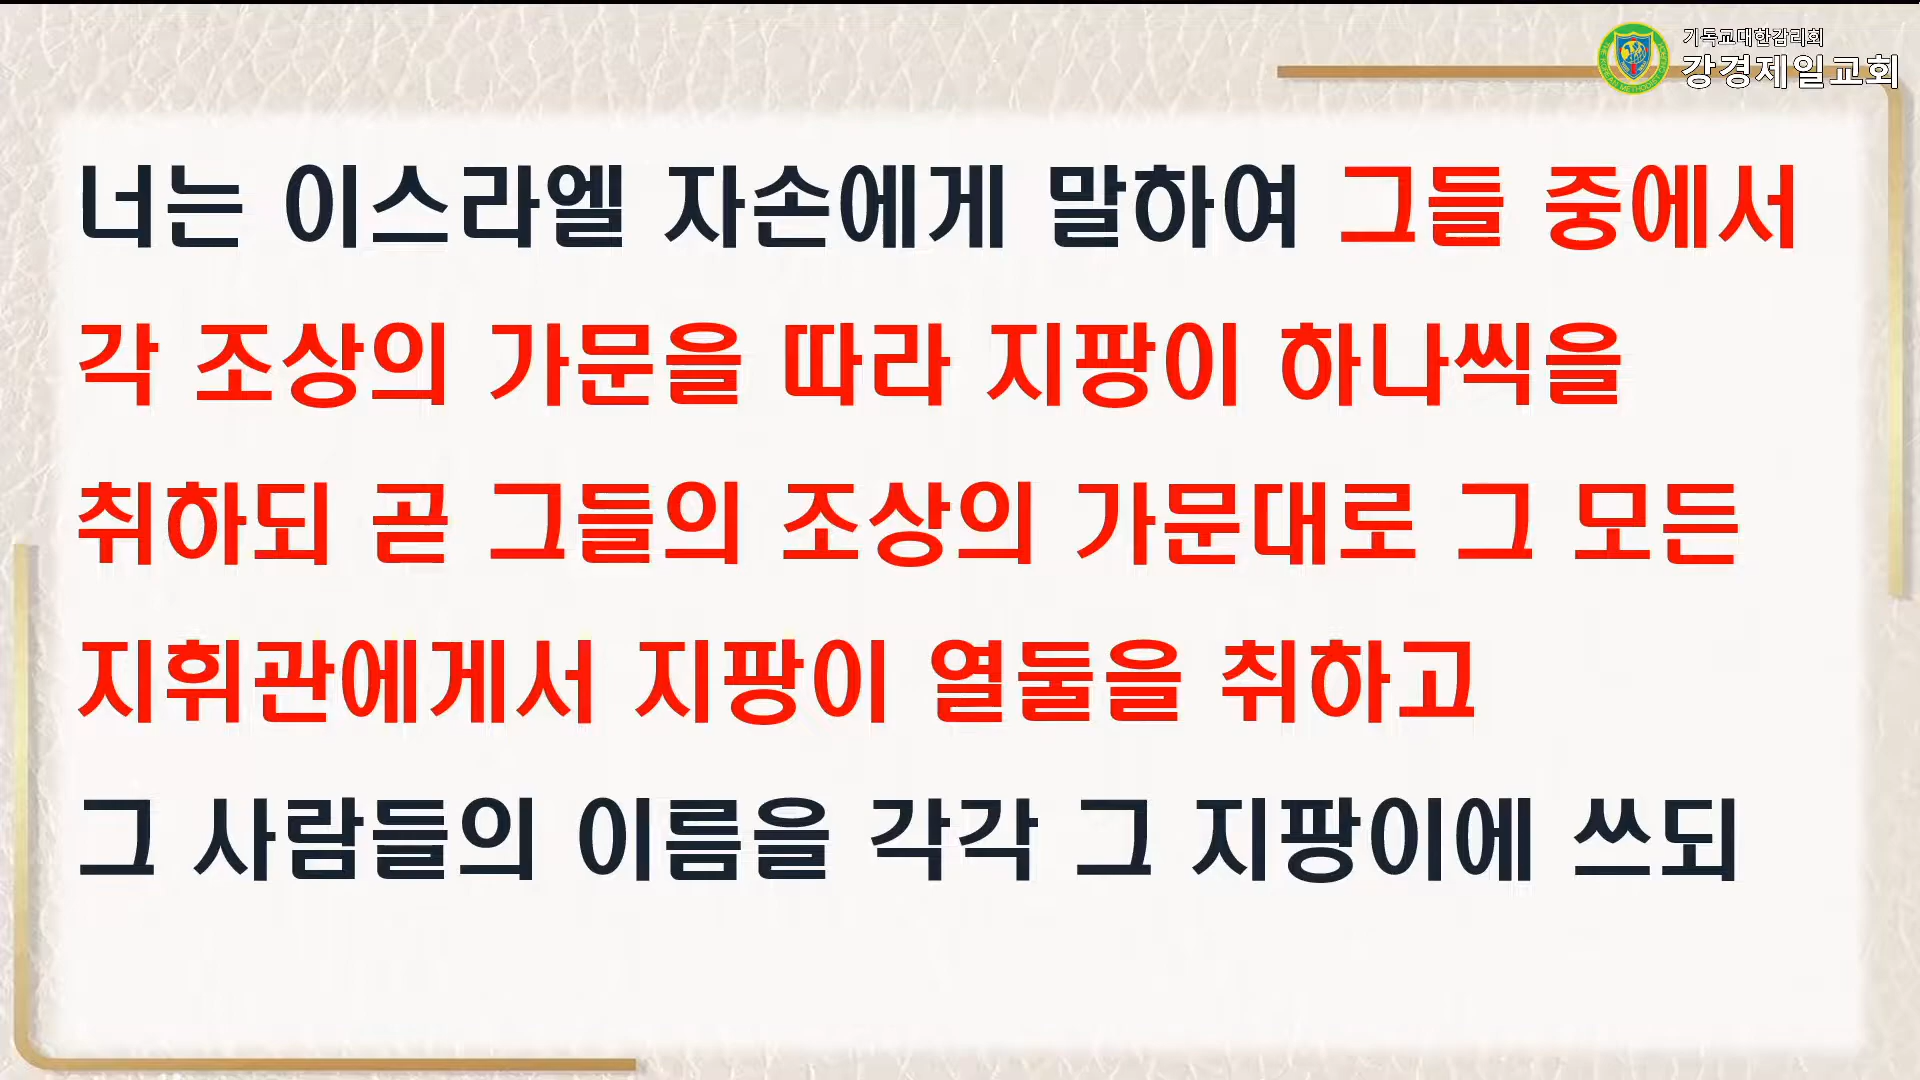 기독교대한감리회
강경제일교회
너는 이스라엘 자손에게 말하여 그들 중에서
각 조상의 가문을 따라 지팡이 하나씩을
취하되 곧 그들의 조상의 가문대로 그 모든
지휘관에게서 지팡이 열둘을 취하고
그 사람들의 이름을 각각 그 지팡이에 쓰되